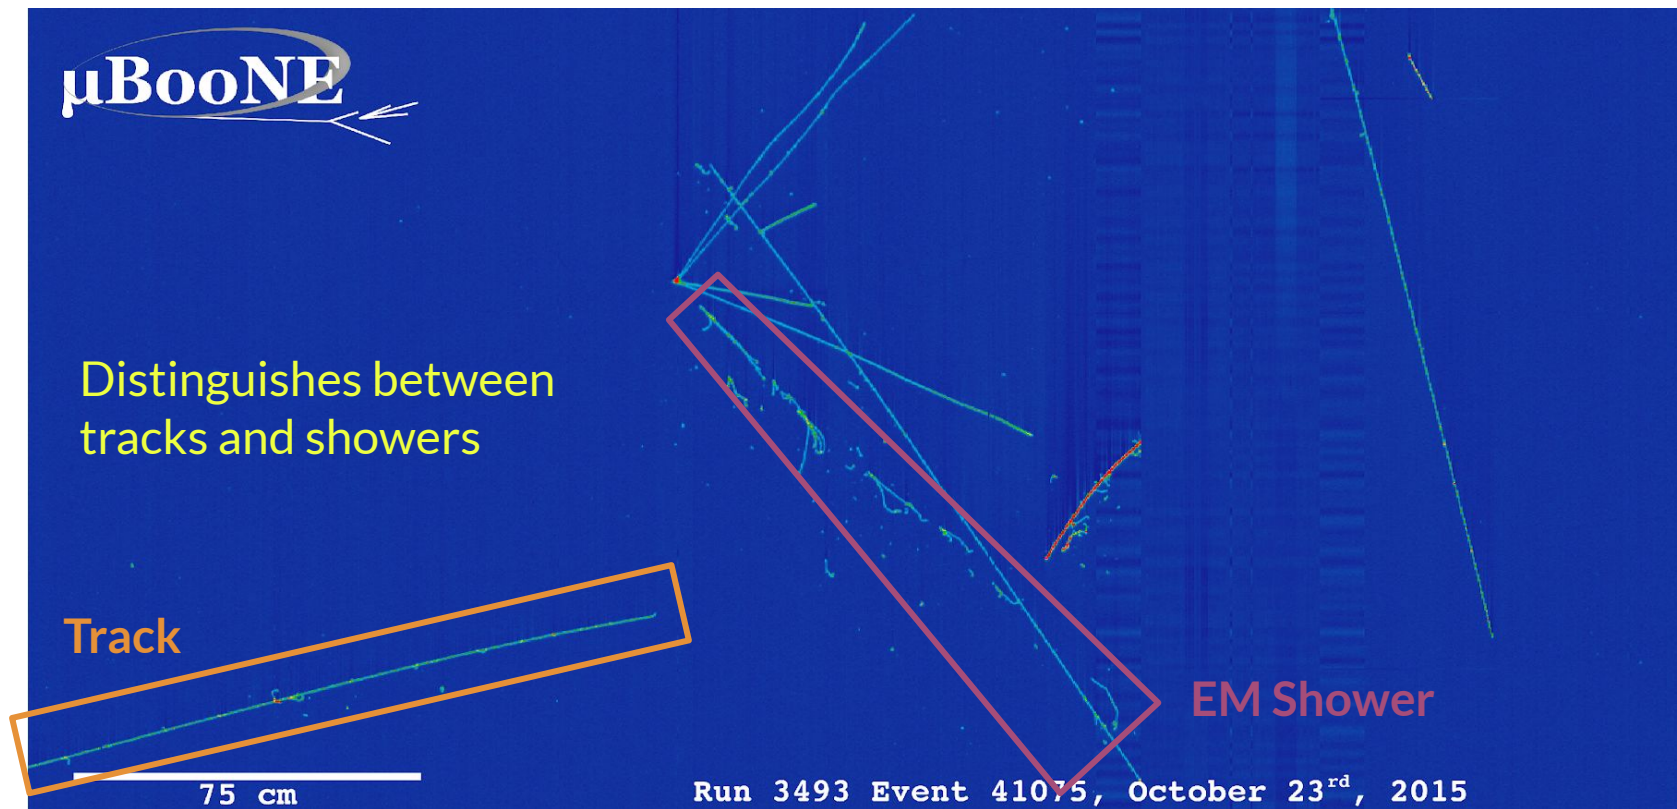 µBooNE
Distinguishes between
tracks and showers
Track
EM Shower
75 cm
Run 3493 Event 41075, October 23rd, 2015